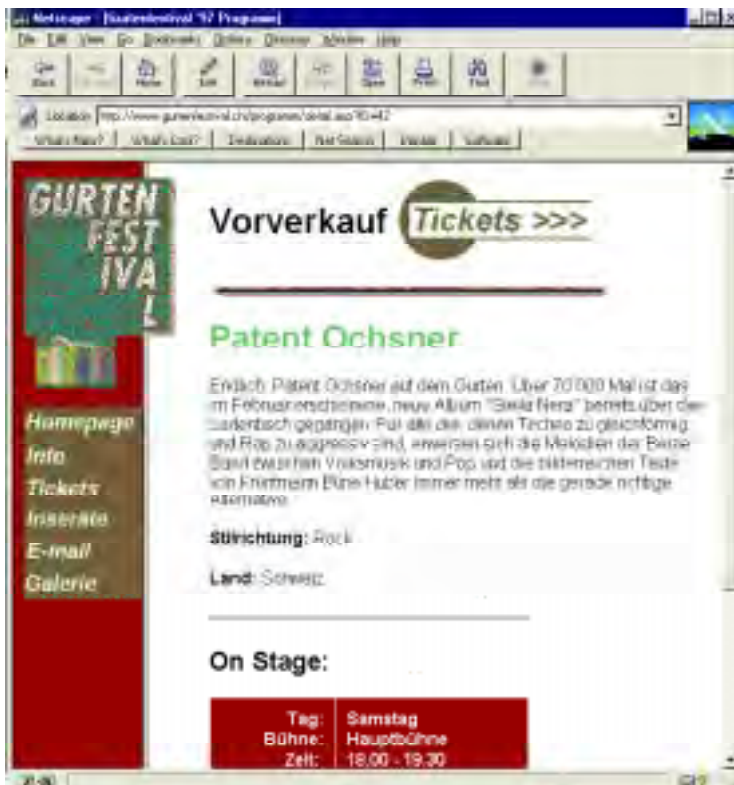 Netscape - [Gurtenfestival '97 Programm]
File Edit View Go Bookmarks Options Directory Window Help
Back Home Edit Reload Open Print Find
Location: http://www.gurtenfestival.ch/programm/
What's New? What's Cool? Destinations Net Search People Software
GURTEN
FEST
IVA
L
Vorverkauf Tickets >>>
Patent Ochsner
Endlich: Patent Ochsner auf dem Gurten. Über 70'000 Mal ist das
im Februar erschienene, neue Album "Stella Nera" bereits über den
Ladentisch gegangen. Für alle die, denen Techno zu gleichförmig
und Rap zu aggressiv sind, erweisen sich die Melodien der Berner
Band zwischen Volksmusik und Pop und die bilderreichen Texte
von Frontmann Büne Huber immer mehr als die gerade richtige
Alternative.
Stilrichtung: Rock
Land: Schweiz
Homepage
Info
Tickets
Inserate
E-mail
Galerie
On Stage:
Tag: Samstag
Bühne: Hauptbühne
Zeit: 18.00 - 19.30